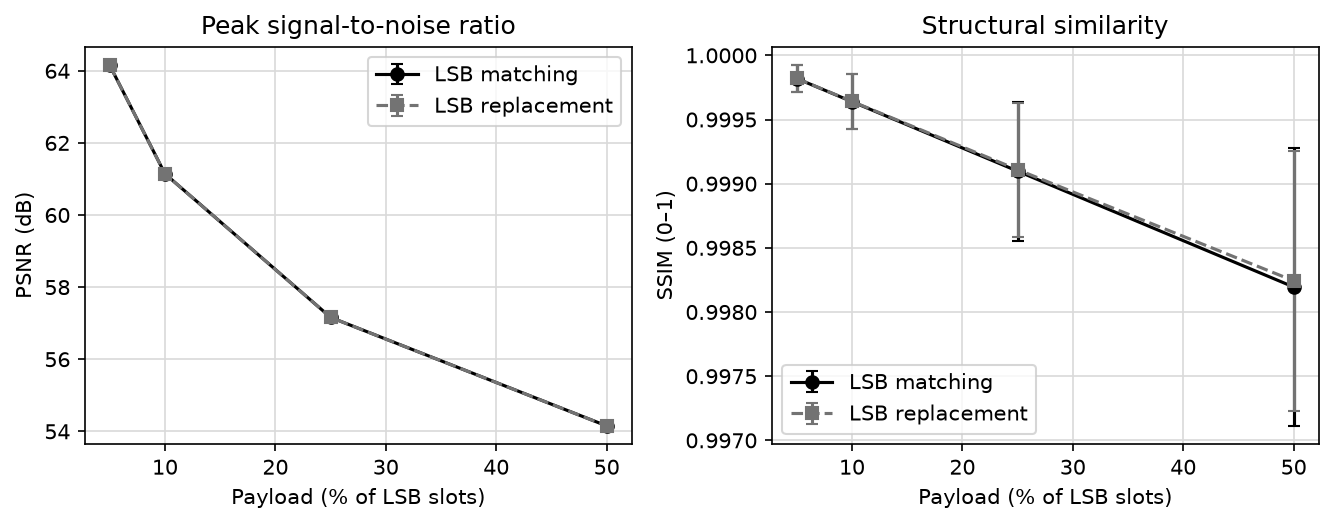 Peak signal-to-noise ratio
64
62
60
58
56
54
PSNR (dB)
LSB matching
LSB replacement
10
20
30
40
50
Payload (% of LSB slots)
Structural similarity
1.0000
0.9995
0.9990
0.9985
0.9980
0.9975
0.9970
SSIM (0–1)
LSB matching
LSB replacement
10
20
30
40
50
Payload (% of LSB slots)